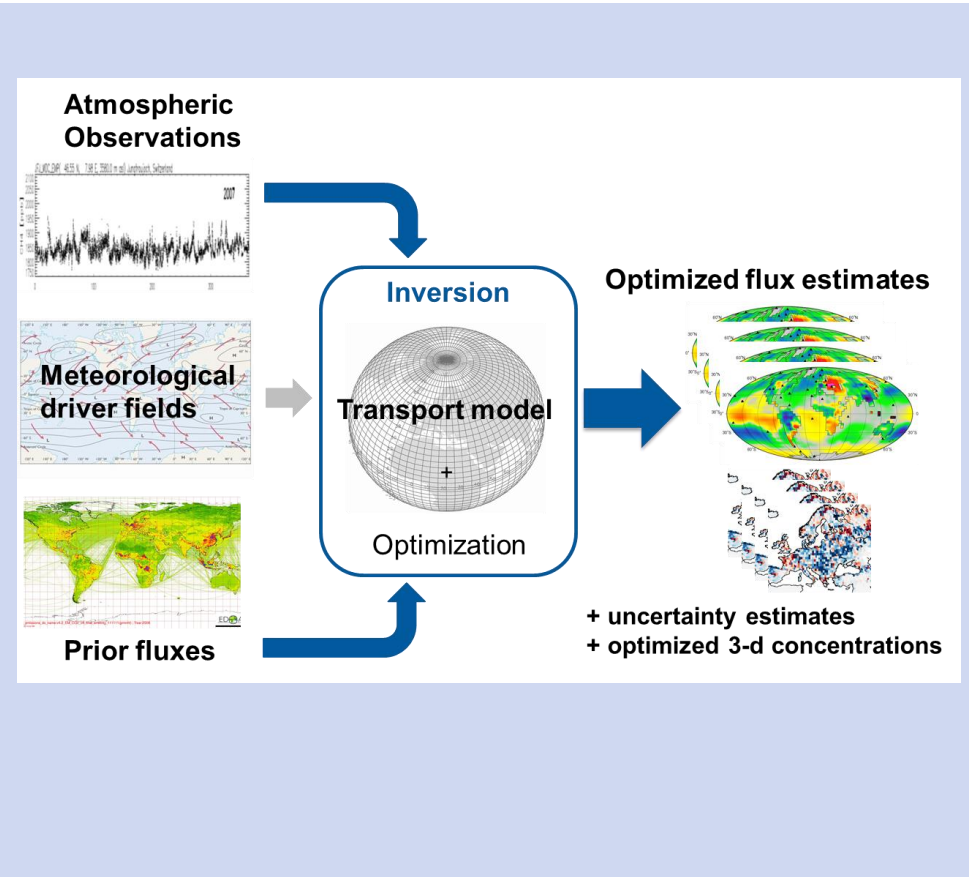 Atmospheric
Observations
2007
Meteorological
driver fields
Prior fluxes
Inversion
Transport model
+
Optimization
Optimized flux estimates
+ uncertainty estimates
+ optimized 3-d concentrations